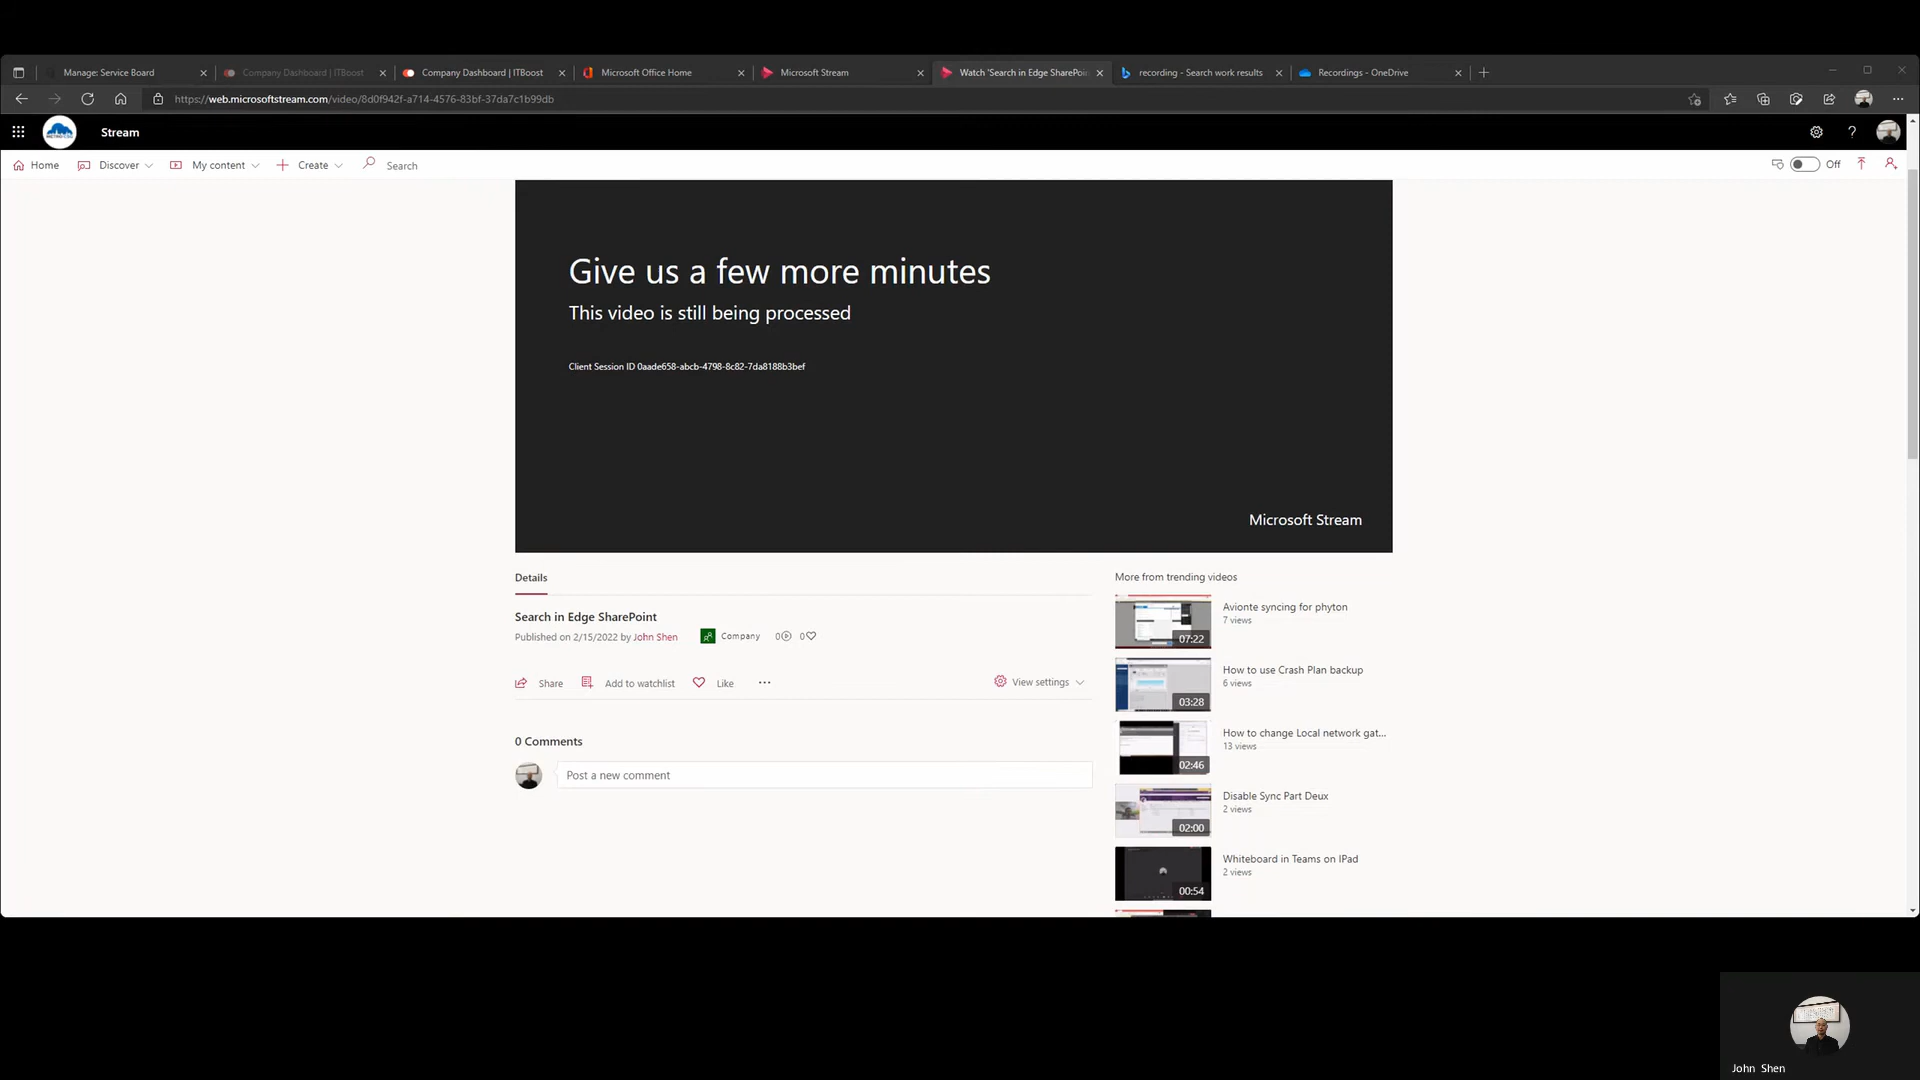 Manage: Service Board
Company Dashboard | ITBoost
Company Dashboard | ITBoost
Microsoft Office Home
Microsoft Stream
Watch 'Search in Edge SharePoin
recording - Search work results
Recordings - OneDrive
https://web.microsoftstream.com/video/8d0f942f-a714-4576-83bf-37da7c1b99db
Stream
Home
Discover
My content
Create
Search
Off
Give us a few more minutes
This video is still being processed
Client Session ID 0aade658-abcb-4798-8c82-7da8188b3bef
Microsoft Stream
Details
Search in Edge SharePoint
Published on 2/15/2022 by John Shen
Company
0
0
Share
Add to watchlist
Like
View settings
0 Comments
Post a new comment
More from trending videos
07:22
Avionte syncing for phyton
7 views
03:28
How to use Crash Plan backup
6 views
02:46
How to change Local network gat...
13 views
02:00
Disable Sync Part Deux
2 views
00:54
Whiteboard in Teams on IPad
2 views
John Shen